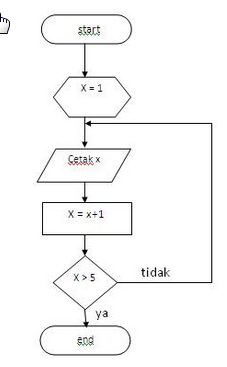 start
X = 1
Cetak x
X = x+1
X > 5
tidak
ya
end